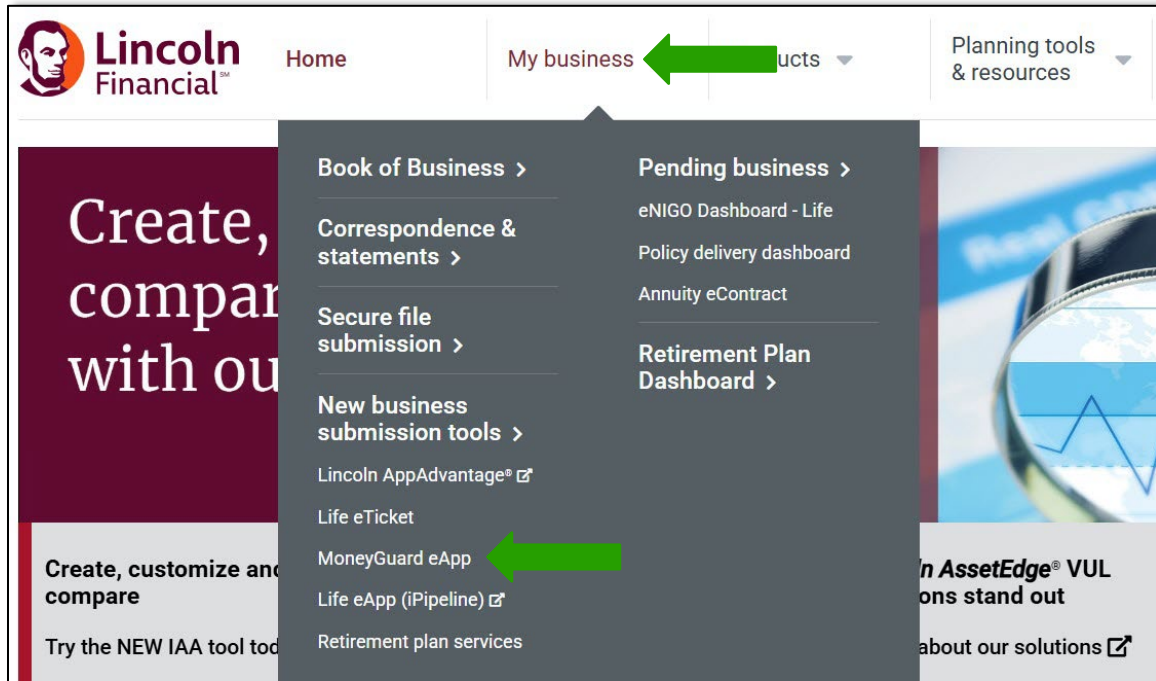 Lincoln
Financial℠
Home
My business
ucts
Planning tools
& resources
Create,
compar
with ou
Book of Business >
Correspondence &
statements >
Secure file
submission >
New business
submission tools >
Lincoln AppAdvantage®
Life eTicket
MoneyGuard eApp
Life eApp (iPipeline)
Retirement plan services
Pending business >
eNIGO Dashboard - Life
Policy delivery dashboard
Annuity eContract
Retirement Plan
Dashboard >
Create, customize and
compare
Try the NEW IAA tool tod
n AssetEdge® VUL
ons stand out
about our solutions